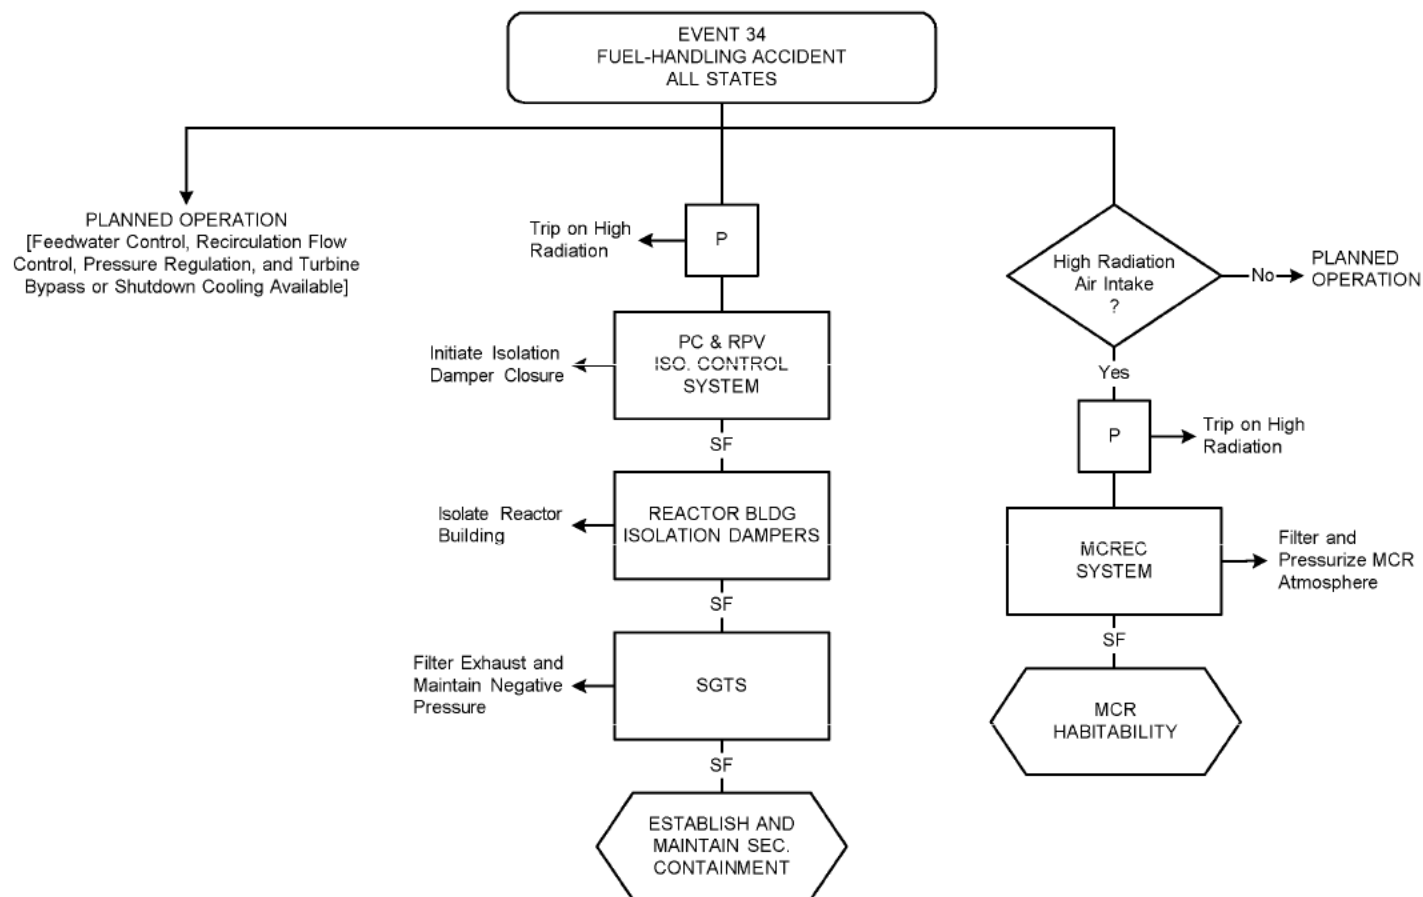 EVENT 34
FUEL-HANDLING ACCIDENT
ALL STATES
PLANNED OPERATION
[Feedwater Control, Recirculation Flow
Control, Pressure Regulation, and Turbine
Bypass or Shutdown Cooling Available]
Trip on High
Radiation
P
PC & RPV
ISO. CONTROL
SYSTEM
Initiate Isolation
Damper Closure
SF
REACTOR BLDG
ISOLATION DAMPERS
Isolate Reactor
Building
SF
SGTS
Filter Exhaust and
Maintain Negative
Pressure
SF
ESTABLISH AND
MAINTAIN SEC.
CONTAINMENT
High Radiation
Air Intake
?
No
PLANNED
OPERATION
Yes
P
Trip on High
Radiation
MCREC
SYSTEM
Filter and
Pressurize MCR
Atmosphere
SF
MCR
HABITABILITY